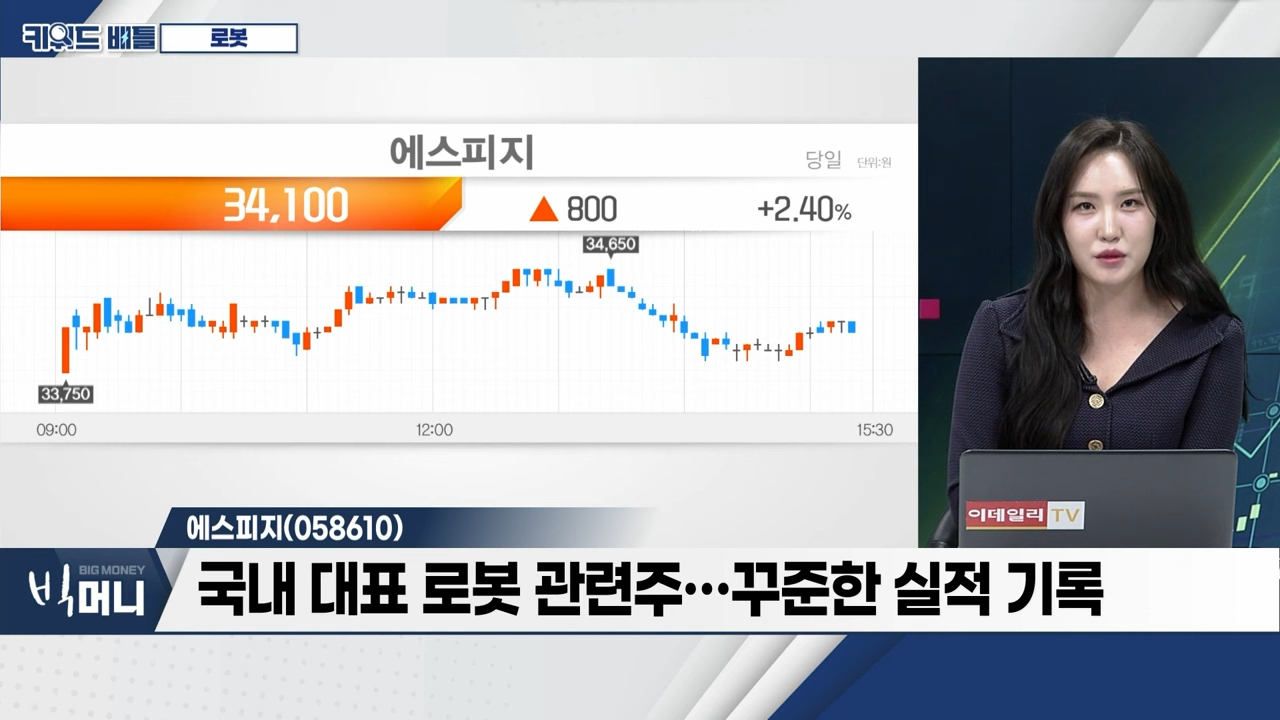 키워드 배틀 로봇
에스피지
당일 단위:원
34,100 ▲ 800 +2.40%
34,650
33,750
09:00 12:00 15:30
에스피지(058610)
이데일리 TV
빅머니 BIG MONEY
국내 대표 로봇 관련주…꾸준한 실적 기록